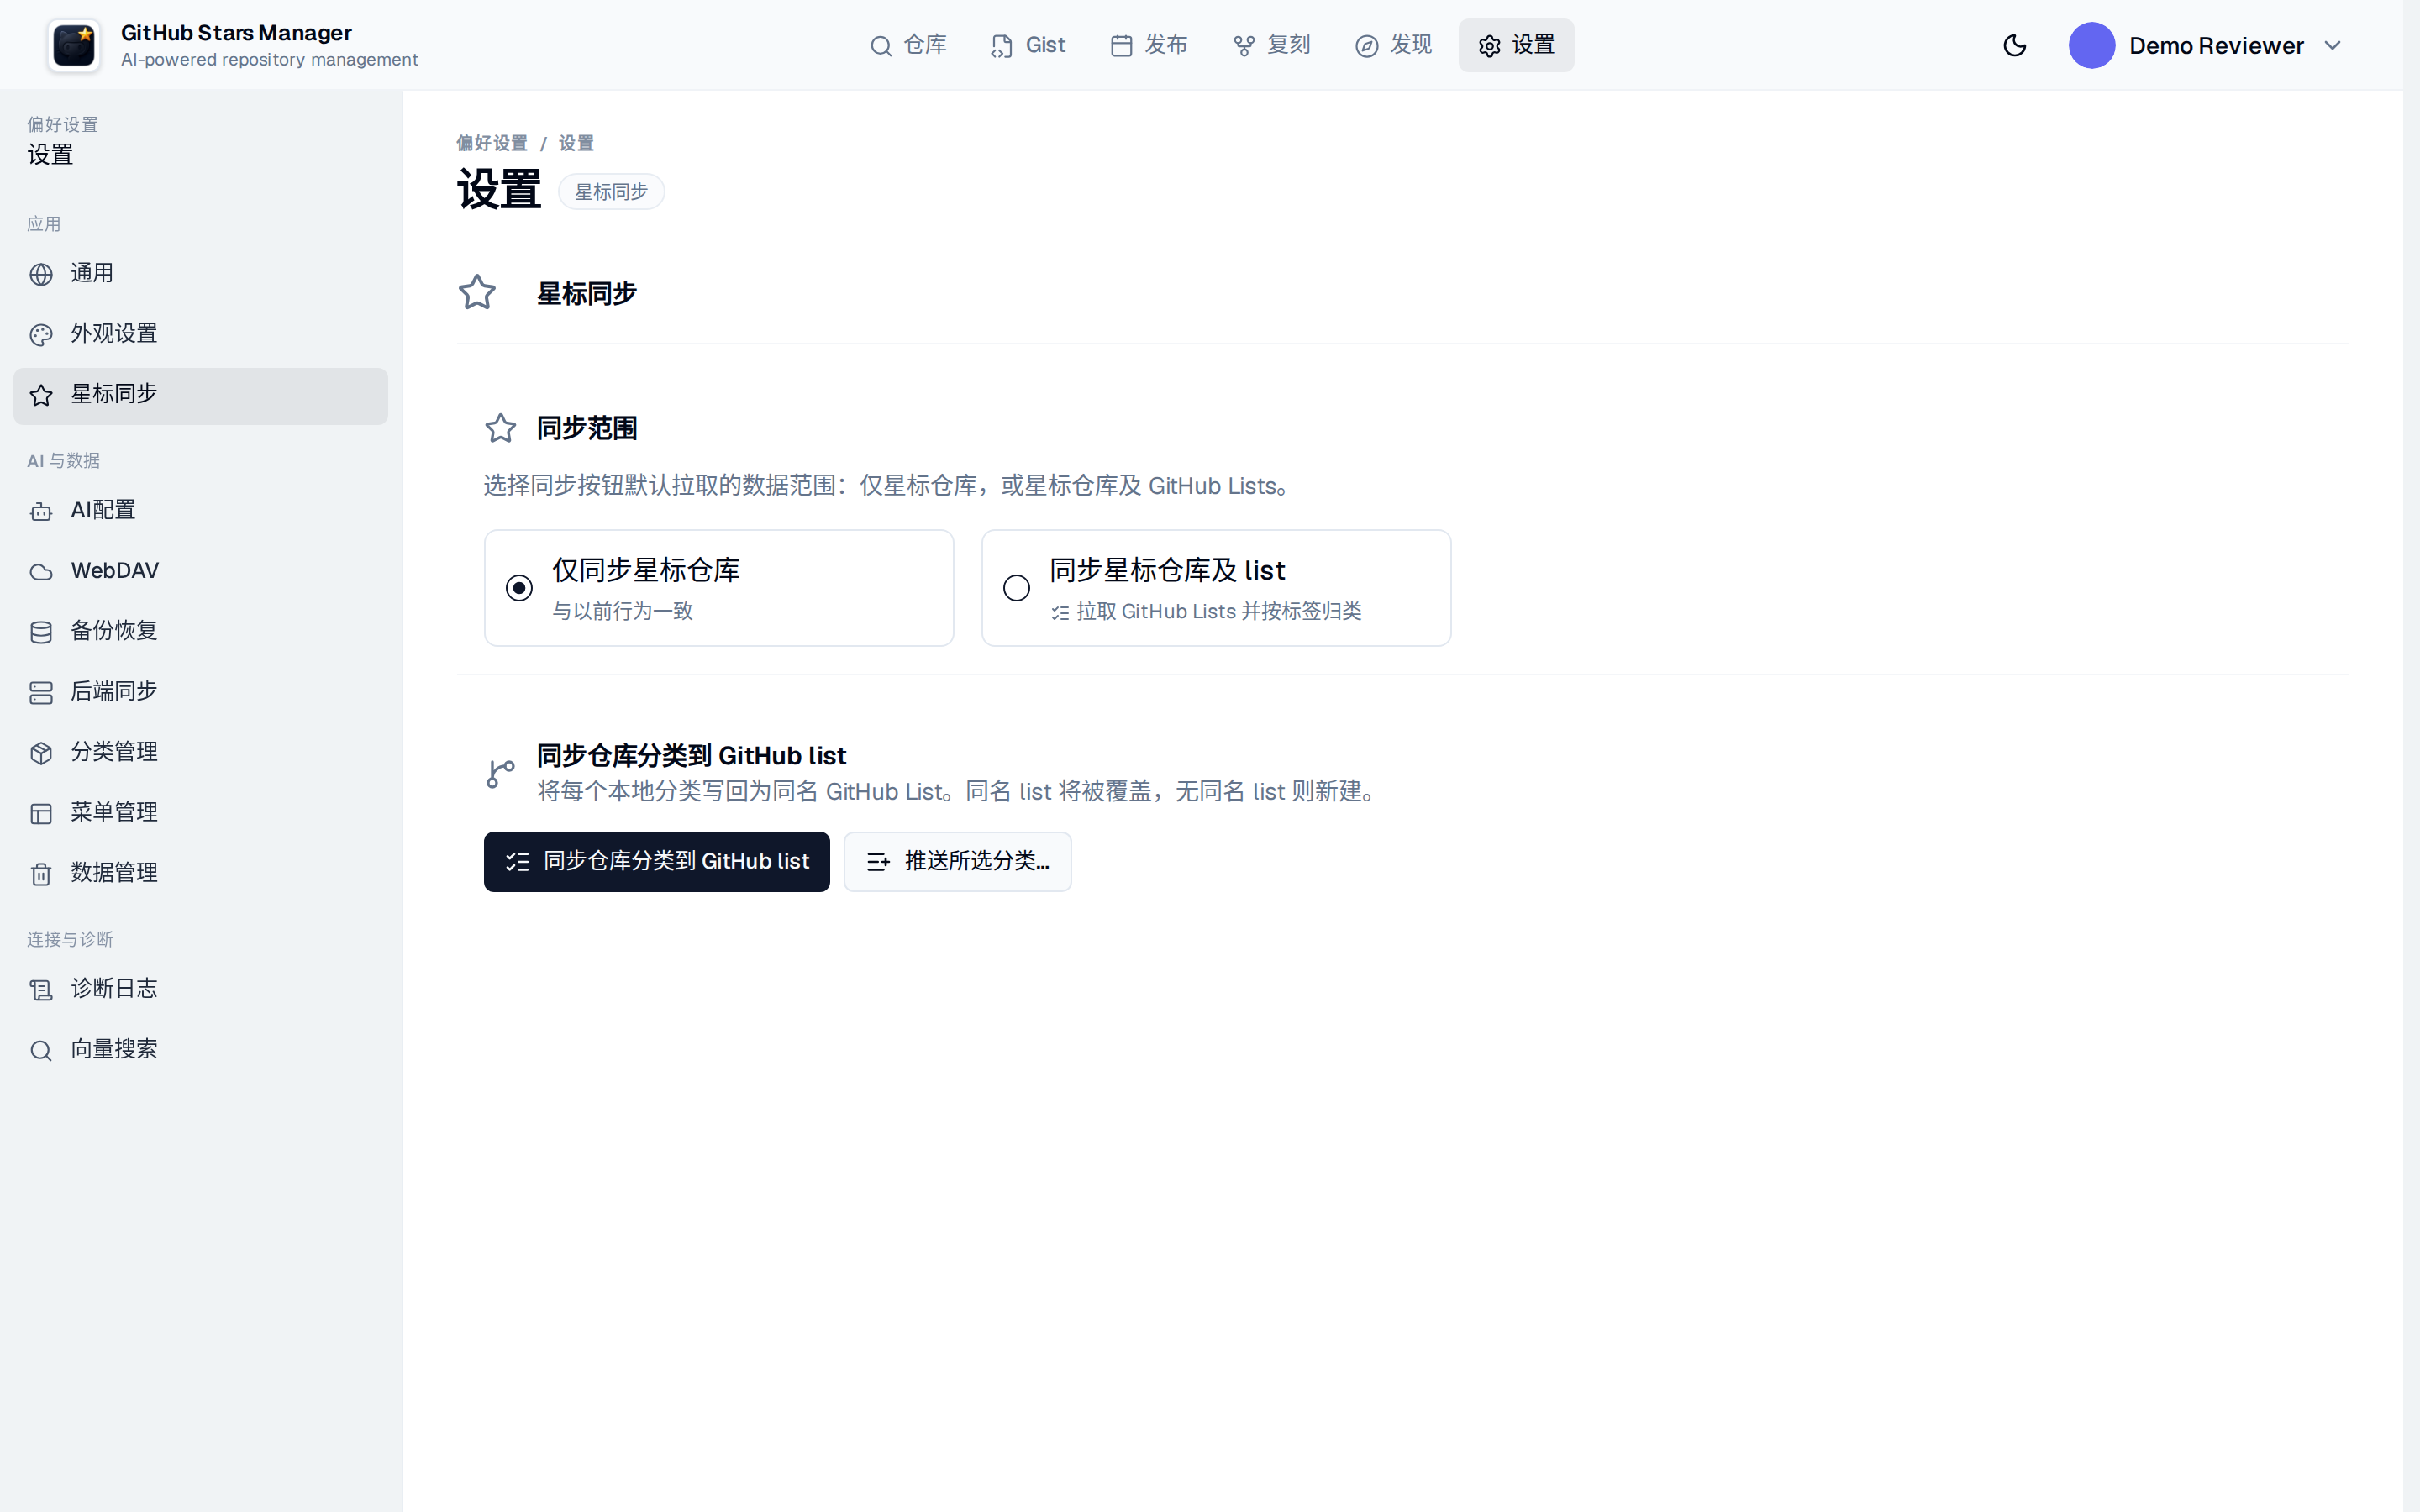 GitHub Stars Manager
AI-powered repository management
仓库
Gist
发布
复刻
发现
设置
Demo Reviewer
偏好设置
设置
应用
通用
外观设置
星标同步
AI 与数据
AI配置
WebDAV
备份恢复
后端同步
分类管理
菜单管理
数据管理
连接与诊断
诊断日志
向量搜索
偏好设置 / 设置
设置
星标同步
星标同步
同步范围
选择同步按钮默认拉取的数据范围：仅星标仓库，或星标仓库及 GitHub Lists。
仅同步星标仓库
与以前行为一致
同步星标仓库及 list
拉取 GitHub Lists 并按标签归类
同步仓库分类到 GitHub list
将每个本地分类写回为同名 GitHub List。同名 list 将被覆盖，无同名 list 则新建。
同步仓库分类到 GitHub list
推送所选分类...